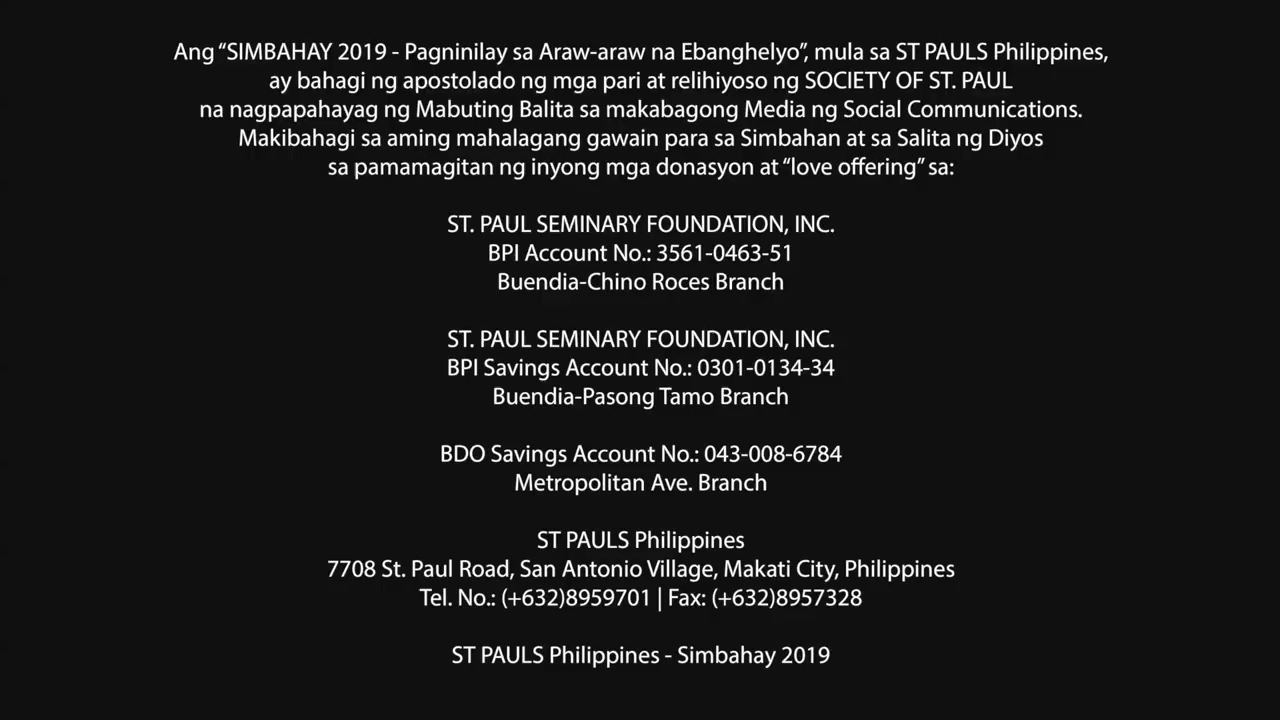 Ang “SIMBAHAY 2019 - Pagninilay sa Araw-araw na Ebanghelyo”, mula sa ST PAULS Philippines,
ay bahagi ng apostolado ng mga pari at relihiyoso ng SOCIETY OF ST. PAUL
na nagpapahayag ng Mabuting Balita sa makabagong Media ng Social Communications.
Makibahagi sa aming mahalagang gawain para sa Simbahan at sa Salita ng Diyos
sa pamamagitan ng inyong mga donasyon at “love offering” sa:
ST. PAUL SEMINARY FOUNDATION, INC.
BPI Account No.: 3561-0463-51
Buendia-Chino Roces Branch
ST. PAUL SEMINARY FOUNDATION, INC.
BPI Savings Account No.: 0301-0134-34
Buendia-Pasong Tamo Branch
BDO Savings Account No.: 043-008-6784
Metropolitan Ave. Branch
ST PAULS Philippines
7708 St. Paul Road, San Antonio Village, Makati City, Philippines
Tel. No.: (+632)8959701 | Fax: (+632)8957328
ST PAULS Philippines - Simbahay 2019